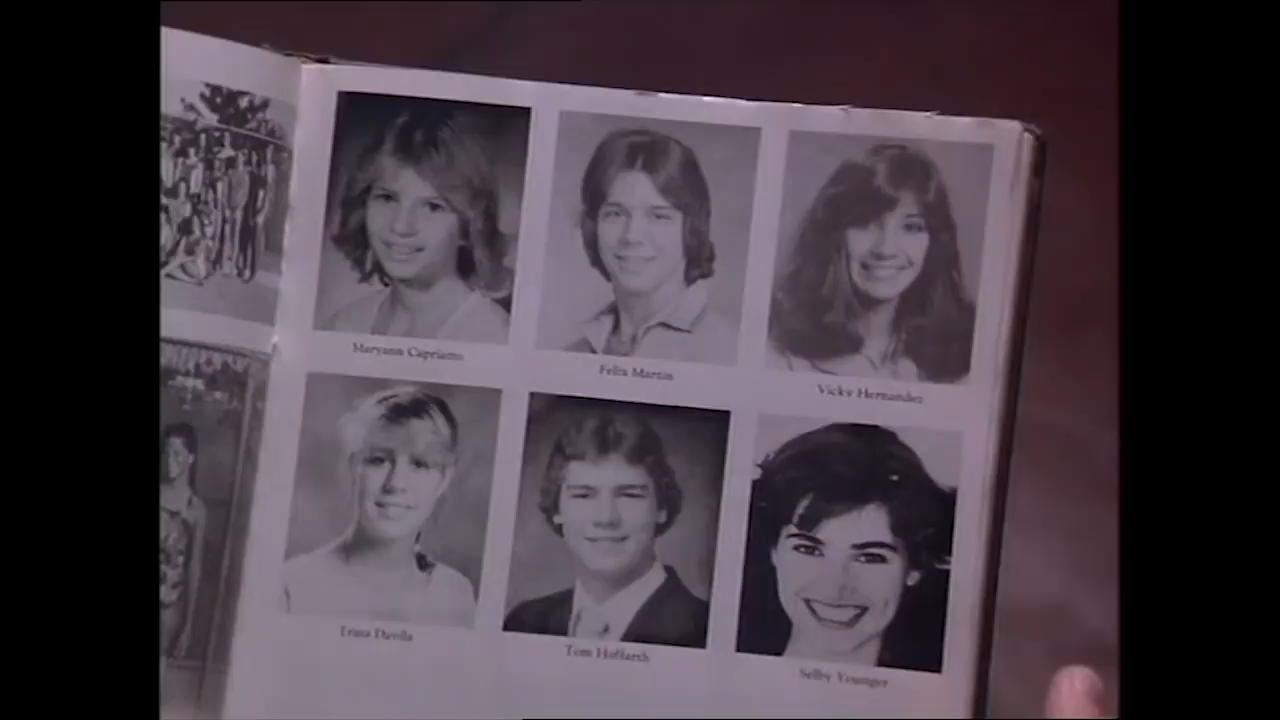 Maryann Capriano
Felix Martin
Vicky Hernandez
Trina Davila
Tom Hoffarth
Selby Younger